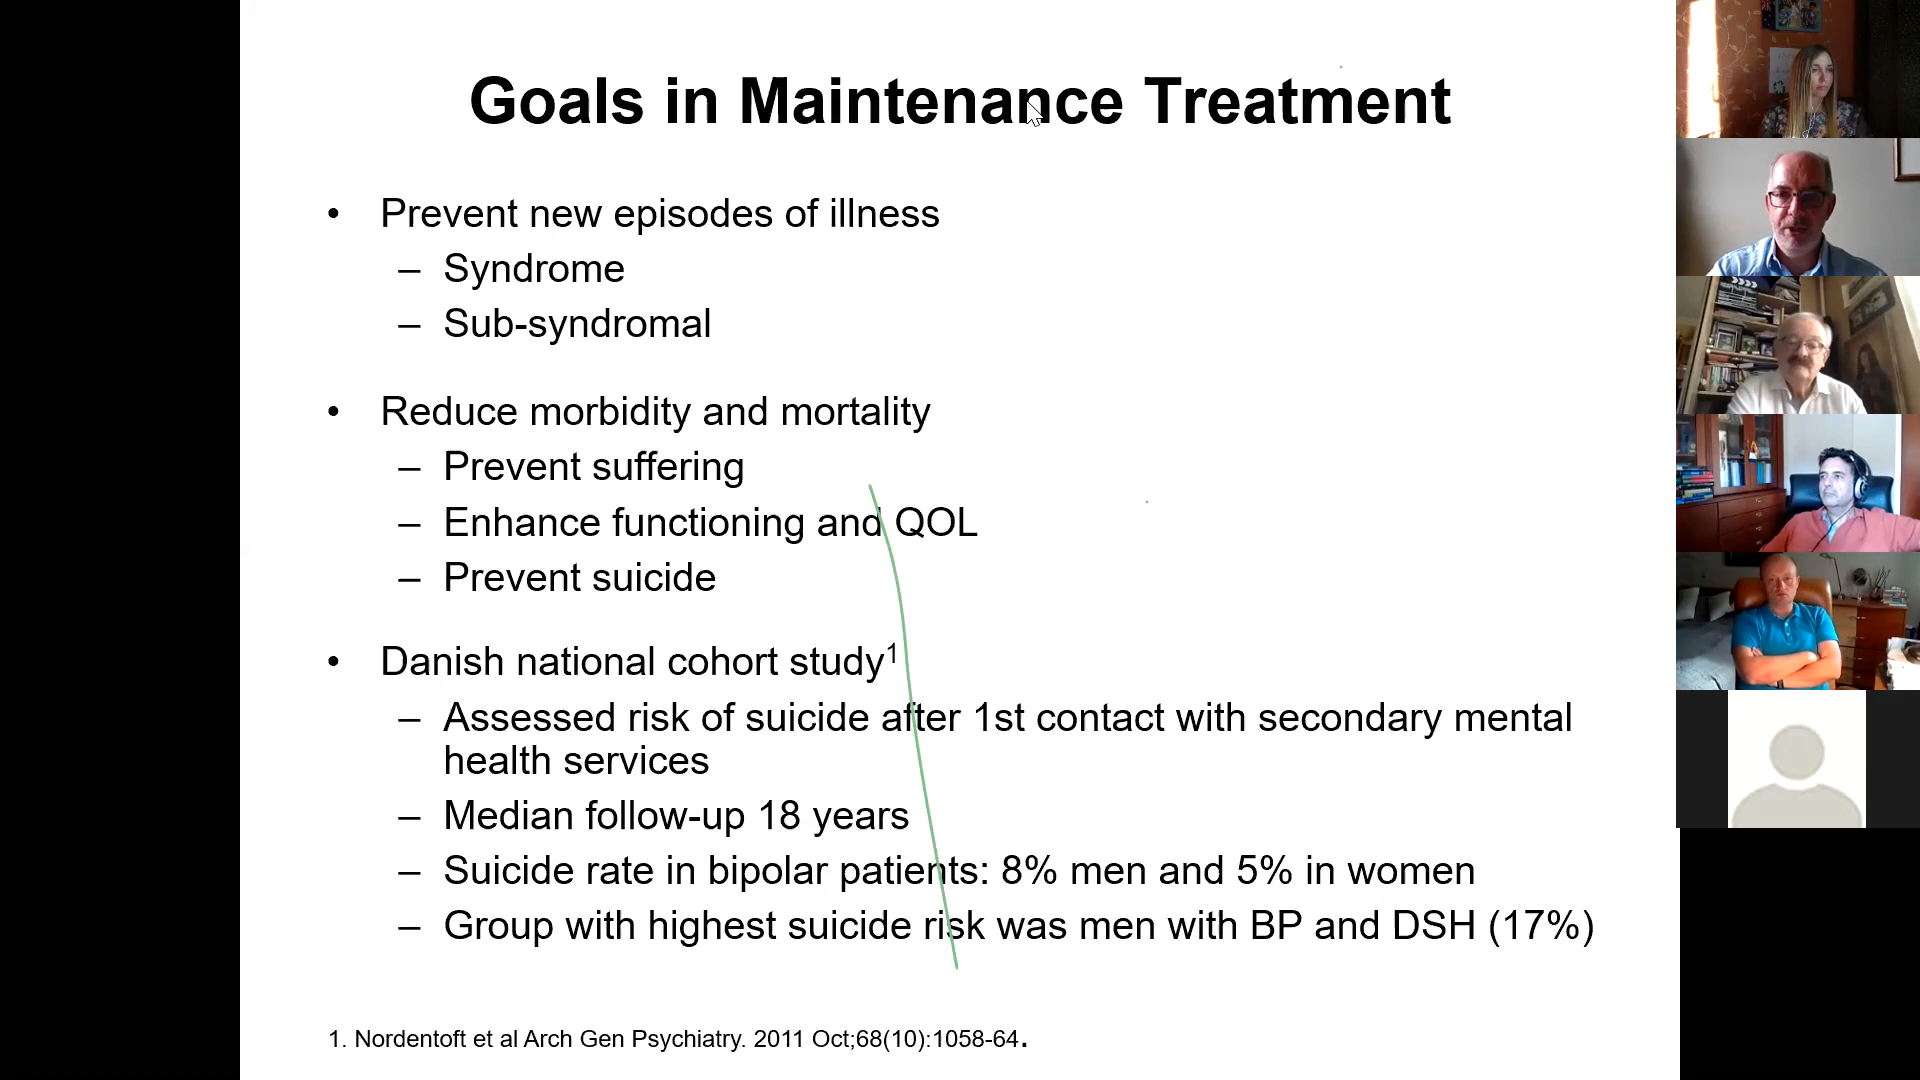 Goals in Maintenance Treatment
• Prevent new episodes of illness
– Syndrome
– Sub-syndromal
• Reduce morbidity and mortality
– Prevent suffering
– Enhance functioning and QOL
– Prevent suicide
• Danish national cohort study¹
– Assessed risk of suicide after 1st contact with secondary mental
health services
– Median follow-up 18 years
– Suicide rate in bipolar patients: 8% men and 5% in women
– Group with highest suicide risk was men with BP and DSH (17%)
1. Nordentoft et al Arch Gen Psychiatry. 2011 Oct;68(10):1058-64.